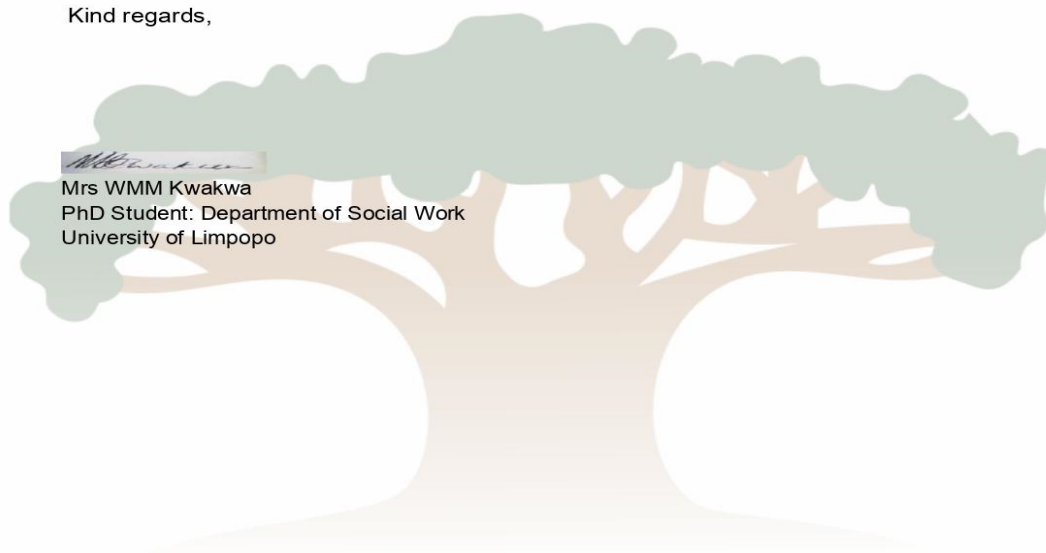 Kind regards,
Mrs WMM Kwakwa
PhD Student: Department of Social Work
University of Limpopo